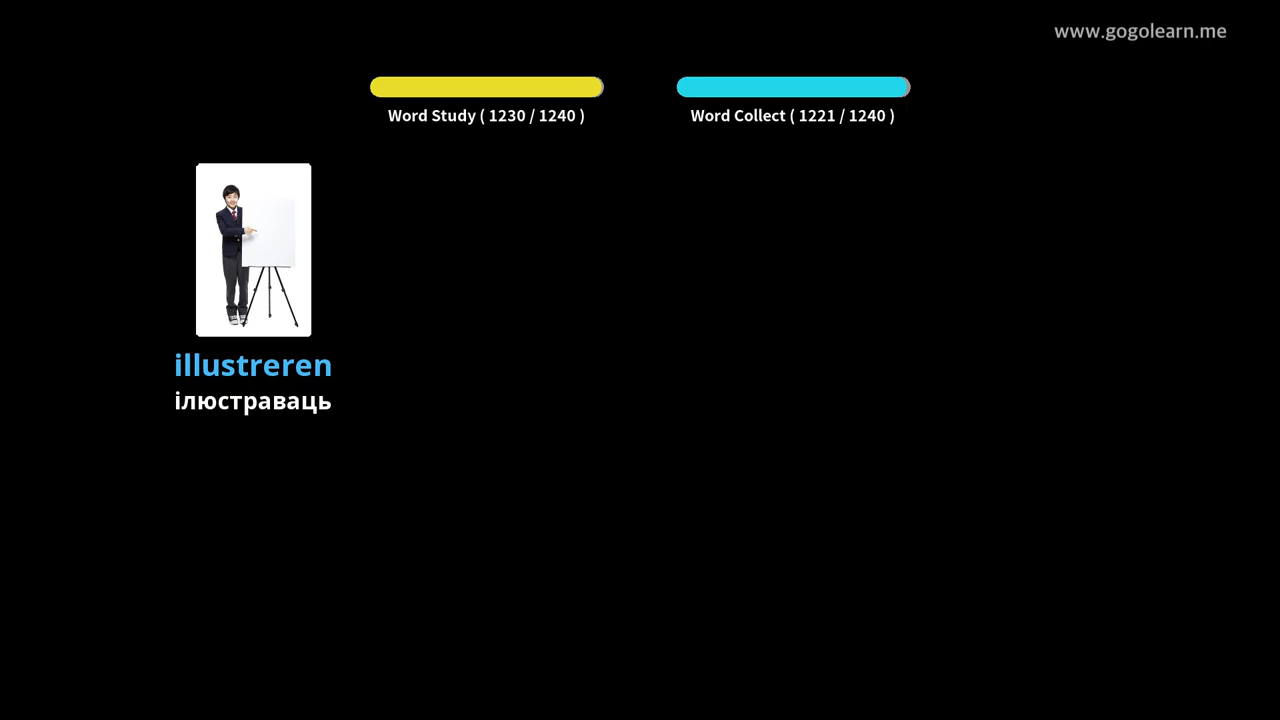 www.gogolearn.me
Word Study ( 1230 / 1240 )
Word Collect ( 1221 / 1240 )
illustreren
ілюстраваць